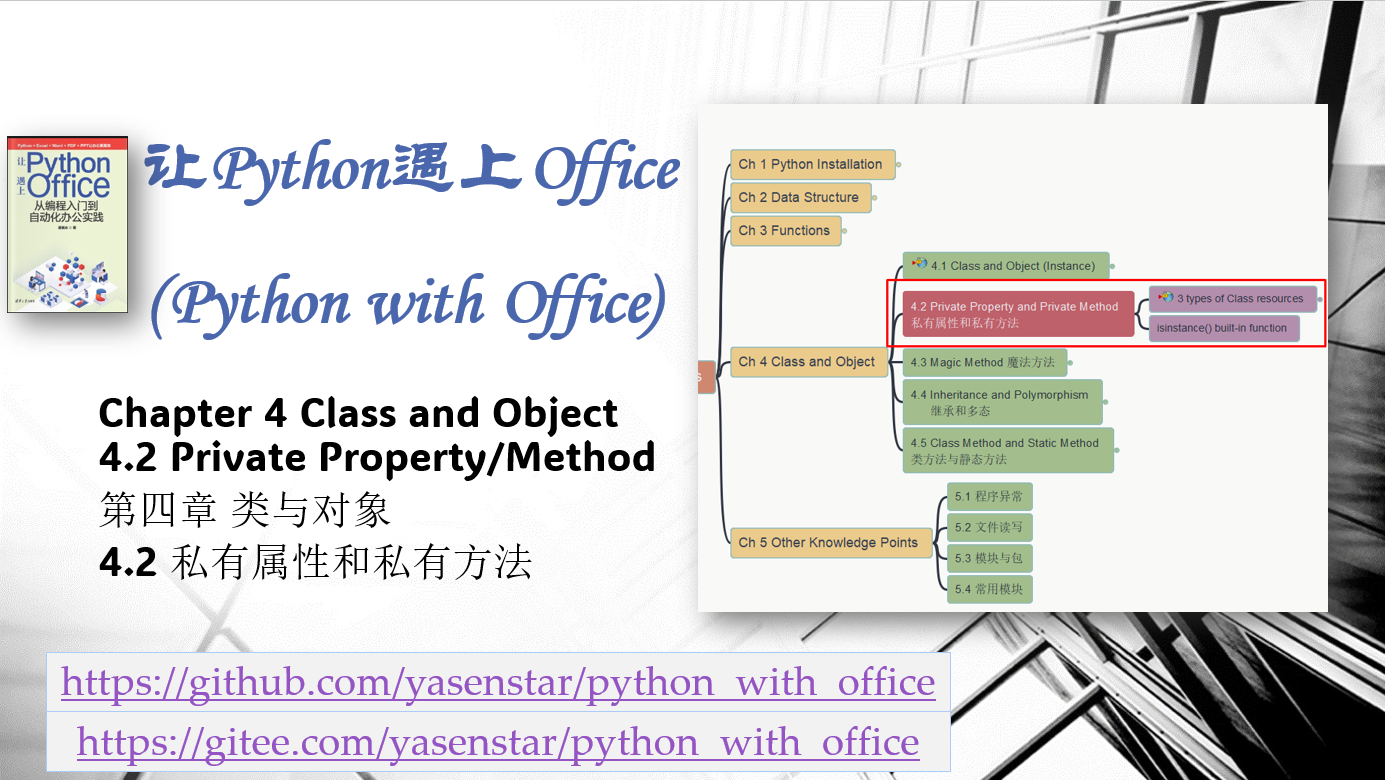 Python + Excel + Word + PDF + PPT
让
遇上
Python
Office
从编程入门到
自动化办公实践
让Python遇上Office
(Python with Office)
Chapter 4 Class and Object
4.2 Private Property/Method
第四章 类与对象
4.2 私有属性和私有方法
Ch 1 Python Installation
Ch 2 Data Structure
Ch 3 Functions
s
Ch 4 Class and Object
4.1 Class and Object (Instance)
4.2 Private Property and Private Method
私有属性和私有方法
3 types of Class resources
isinstance() built-in function
4.3 Magic Method 魔法方法
4.4 Inheritance and Polymorphism
继承和多态
4.5 Class Method and Static Method
类方法与静态方法
Ch 5 Other Knowledge Points
5.1 程序异常
5.2 文件读写
5.3 模块与包
5.4 常用模块
https://github.com/yasenstar/python_with_office
https://gitee.com/yasenstar/python_with_office